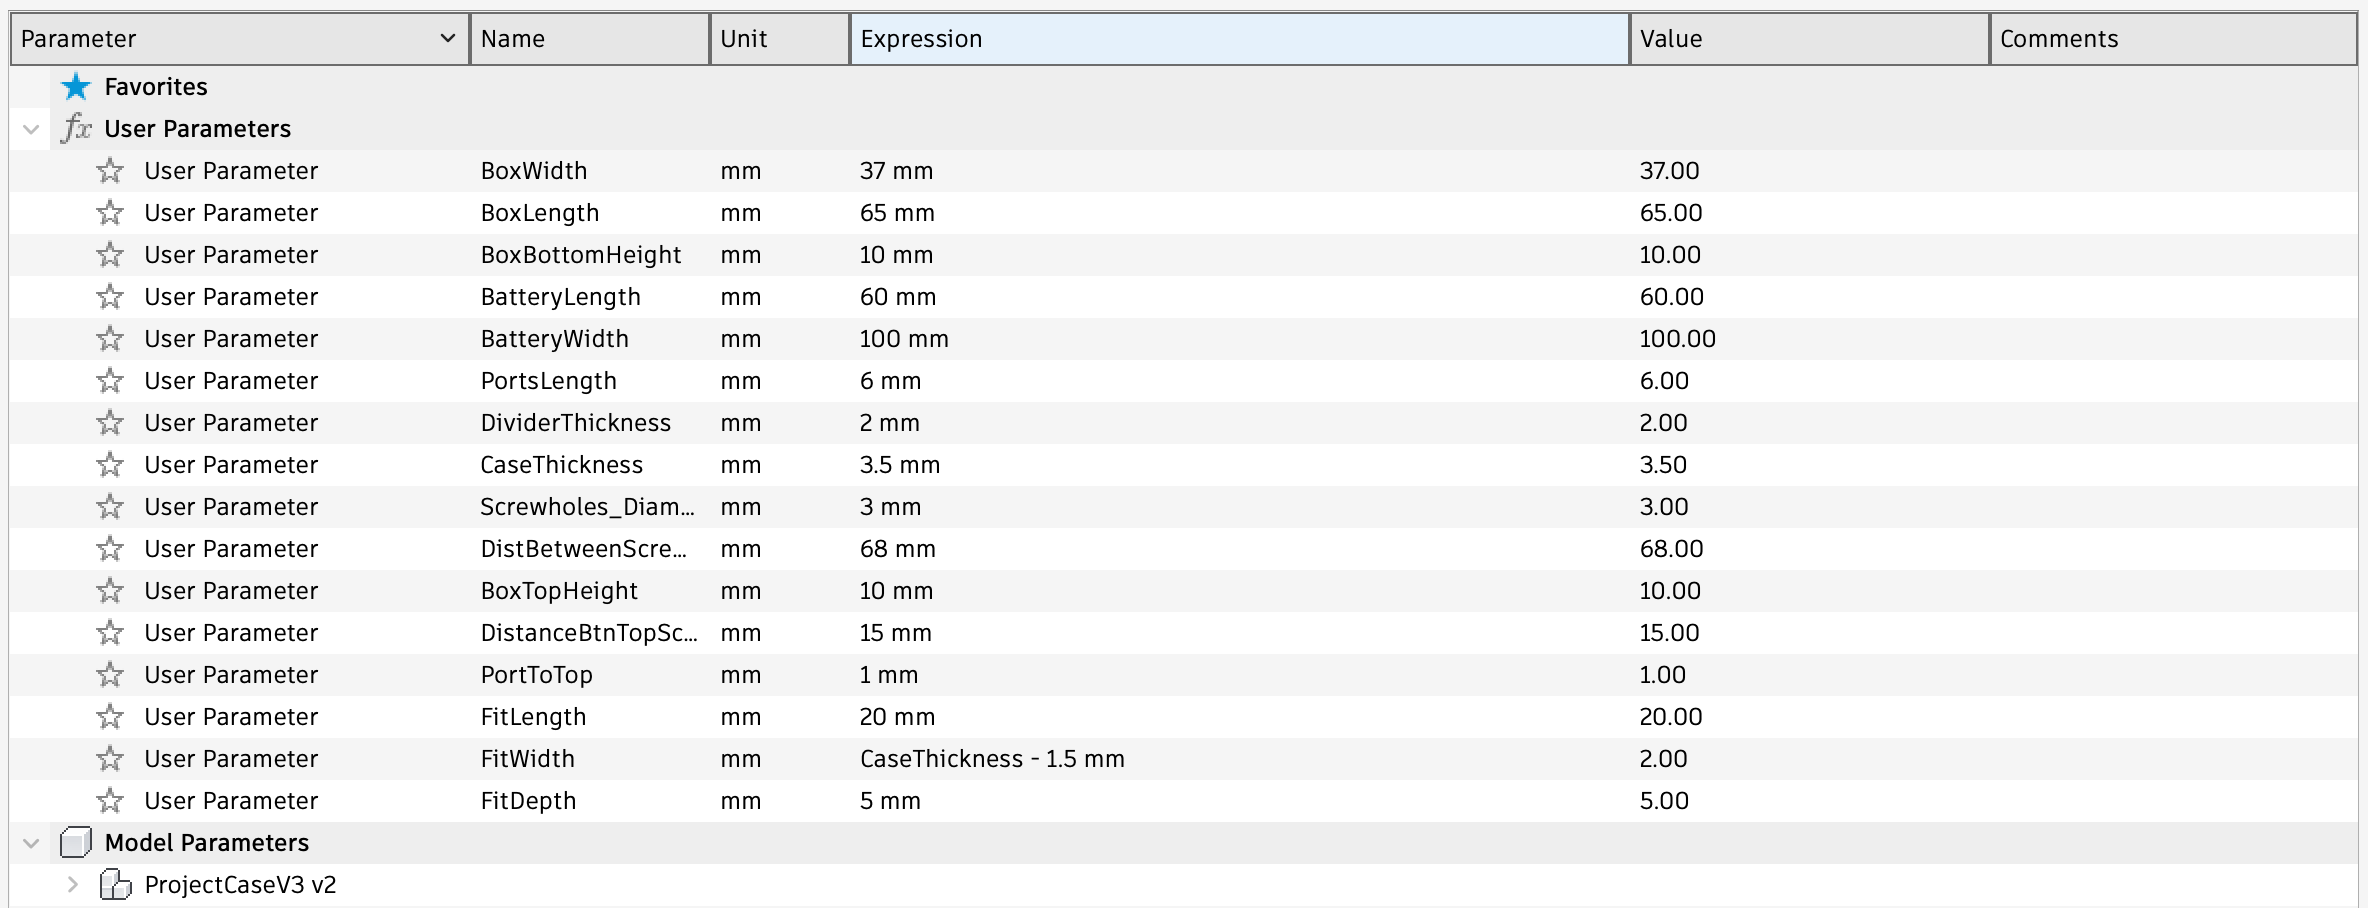 Parameter Name Unit Expression Value Comments
Favorites
fx User Parameters
User Parameter BoxWidth mm 37 mm 37.00
User Parameter BoxLength mm 65 mm 65.00
User Parameter BoxBottomHeight mm 10 mm 10.00
User Parameter BatteryLength mm 60 mm 60.00
User Parameter BatteryWidth mm 100 mm 100.00
User Parameter PortsLength mm 6 mm 6.00
User Parameter DividerThickness mm 2 mm 2.00
User Parameter CaseThickness mm 3.5 mm 3.50
User Parameter Screwholes_Diam... mm 3 mm 3.00
User Parameter DistBetweenScre... mm 68 mm 68.00
User Parameter BoxTopHeight mm 10 mm 10.00
User Parameter DistanceBtnTopSc... mm 15 mm 15.00
User Parameter PortToTop mm 1 mm 1.00
User Parameter FitLength mm 20 mm 20.00
User Parameter FitWidth mm CaseThickness - 1.5 mm 2.00
User Parameter FitDepth mm 5 mm 5.00
Model Parameters
ProjectCaseV3 v2